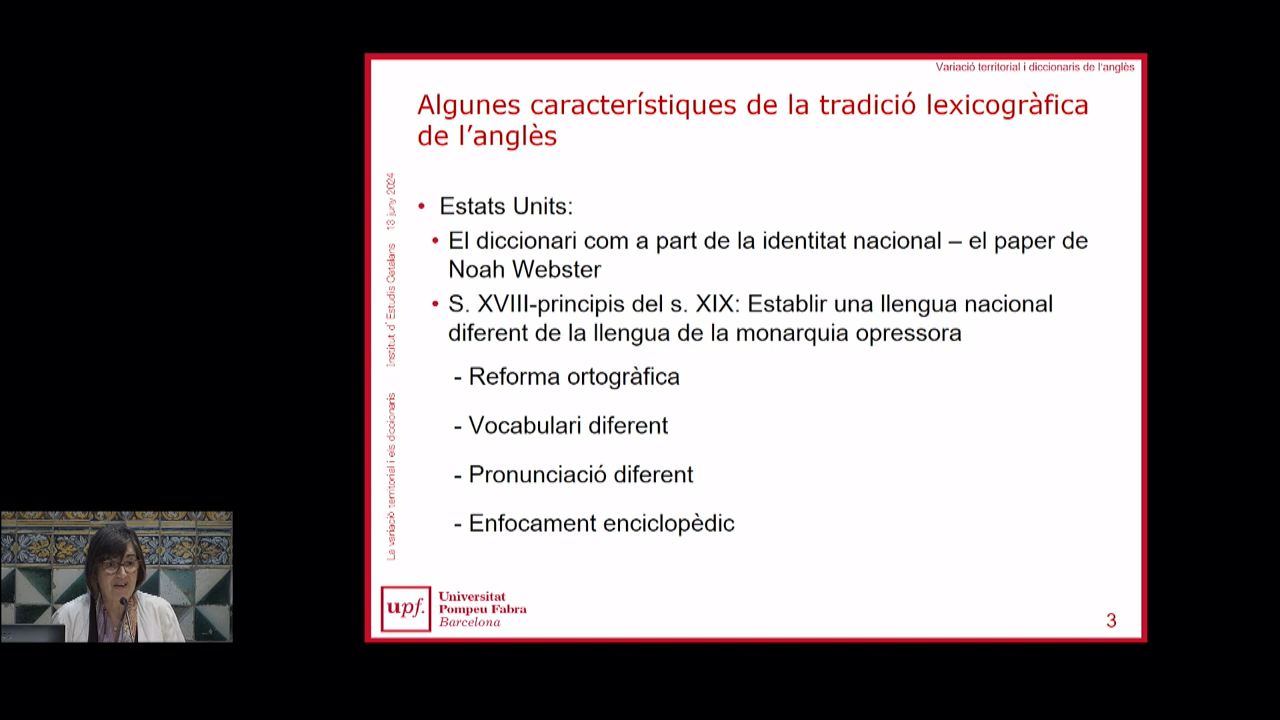 Variació territorial i diccionaris de l'anglès
Algunes característiques de la tradició lexicogràfica
de l'anglès
• Estats Units:
• El diccionari com a part de la identitat nacional – el paper de
Noah Webster
• S. XVIII-principis del s. XIX: Establir una llengua nacional
diferent de la llengua de la monarquia opressora
- Reforma ortogràfica
- Vocabulari diferent
- Pronunciació diferent
- Enfocament enciclopèdic
La variació territorial i els diccionaris Institut d´Estudis Catalans 13 juny 2024
upf.
Universitat
Pompeu Fabra
Barcelona
3